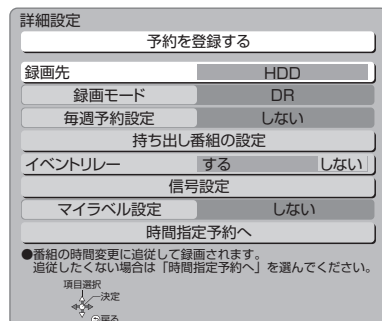 詳細設定
予約を登録する
録画先 HDD
録画モード DR
毎週予約設定 しない
持ち出し番組の設定
イベントリレー する しない
信号設定
マイラベル設定 しない
時間指定予約へ
●番組の時間変更に追従して録画されます。
追従したくない場合は「時間指定予約へ」を選んでください。
項目選択
決定
戻る